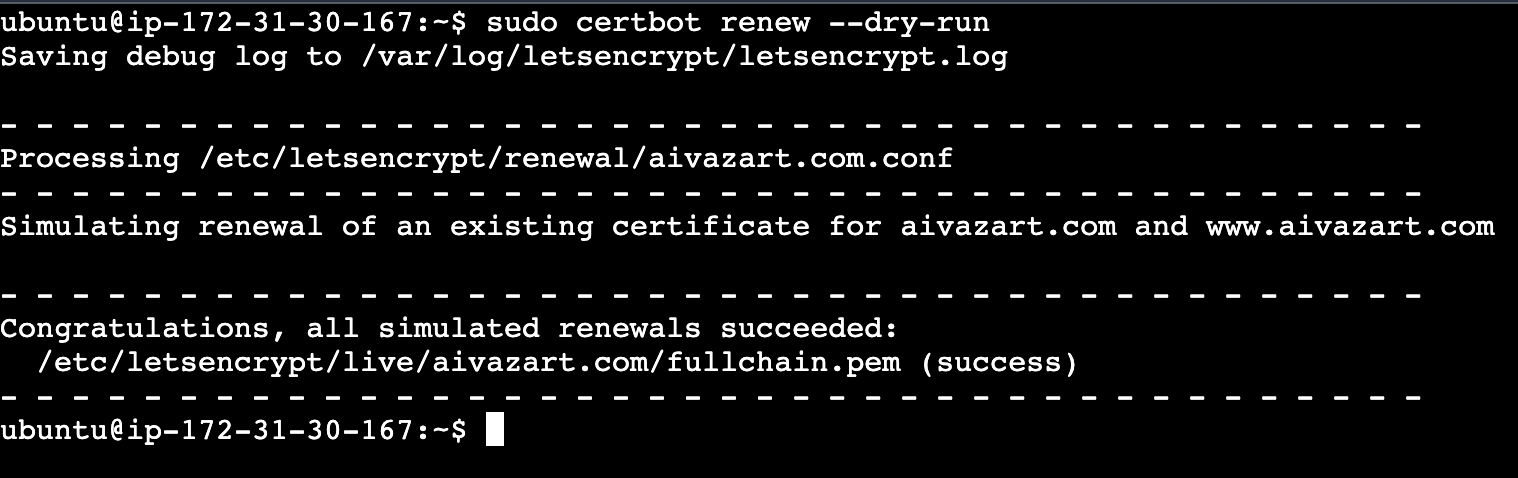 ubuntu@ip-172-31-30-167:~$ sudo certbot renew --dry-run
Saving debug log to /var/log/letsencrypt/letsencrypt.log
- - - - - - - - - - - - - - - - - - - - - - - - - - - - - - - - - - - - - - - -
Processing /etc/letsencrypt/renewal/aivazart.com.conf
- - - - - - - - - - - - - - - - - - - - - - - - - - - - - - - - - - - - - - - -
Simulating renewal of an existing certificate for aivazart.com and www.aivazart.com
- - - - - - - - - - - - - - - - - - - - - - - - - - - - - - - - - - - - - - - -
Congratulations, all simulated renewals succeeded:
  /etc/letsencrypt/live/aivazart.com/fullchain.pem (success)
- - - - - - - - - - - - - - - - - - - - - - - - - - - - - - - - - - - - - - - -
ubuntu@ip-172-31-30-167:~$